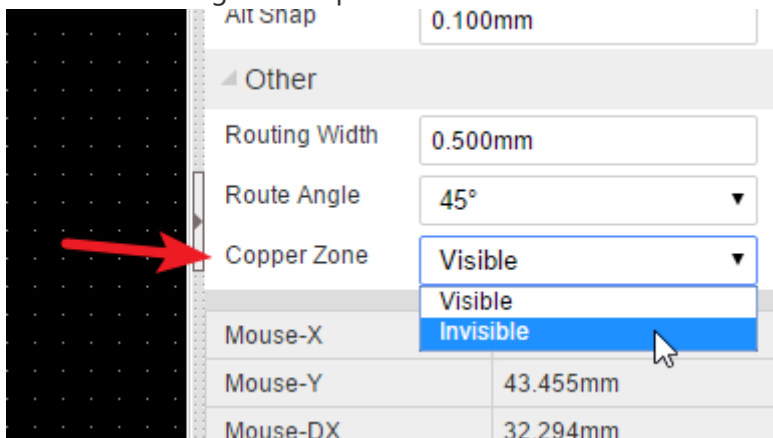 Alt Snap 0.100mm
Other
Routing Width 0.500mm
Route Angle 45°
Copper Zone Visible
Visible
Mouse-X Invisible
Mouse-Y 43.455mm
Mouse-DX 32.294mm